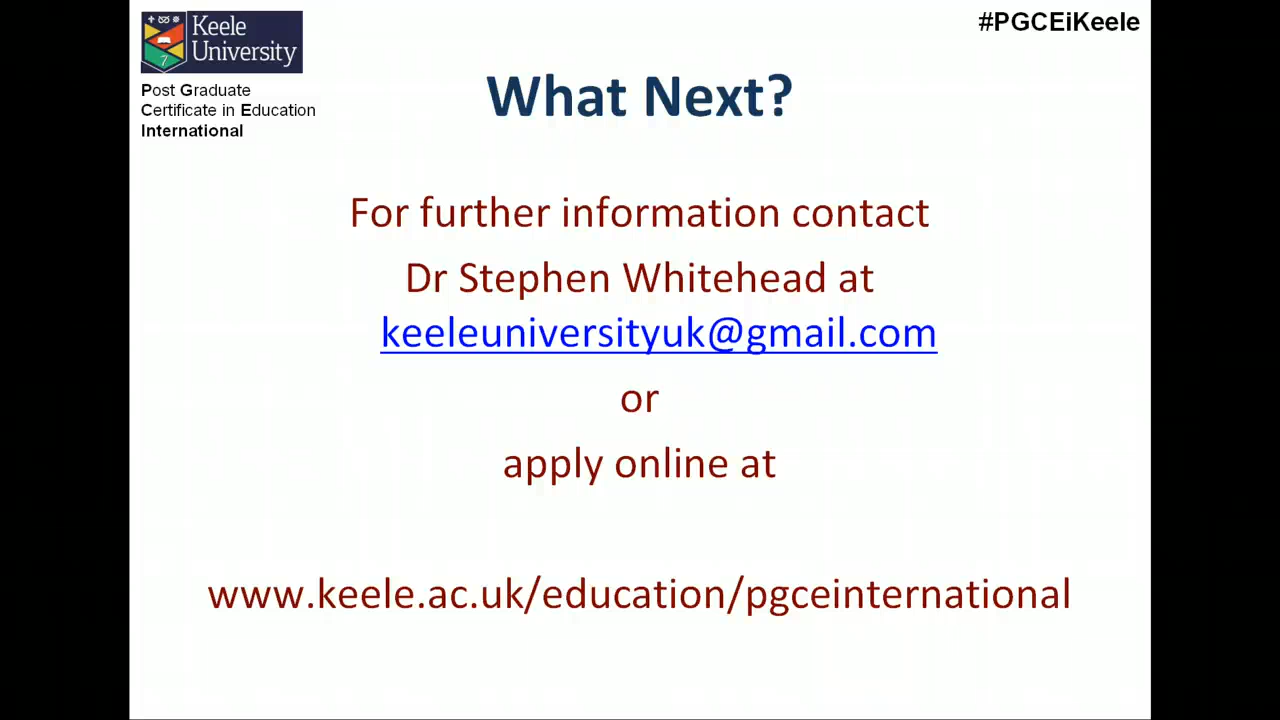 Keele
University
#PGCEiKeele
Post Graduate
Certificate in Education
International
What Next?
For further information contact
Dr Stephen Whitehead at
keeleuniversityuk@gmail.com
or
apply online at
www.keele.ac.uk/education/pgceinternational